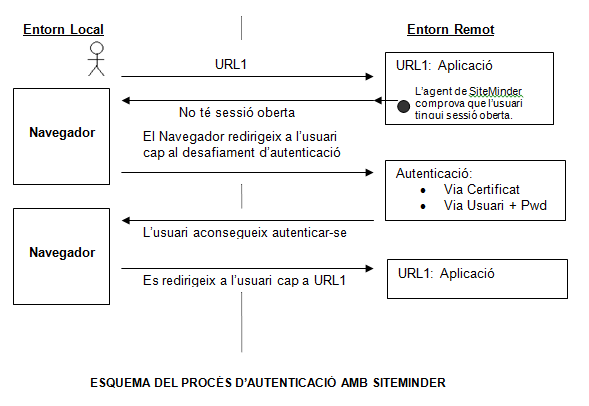 Entorn Local
Entorn Remot
URL1
URL1: Aplicació
L’agent de SiteMinder
comprova que l’usuari
tingui sessió oberta.
No té sessió oberta
Navegador
El Navegador redirigeix a l’usuari
cap al desafiament d’autenticació
Autenticació:
• Via Certificat
• Via Usuari + Pwd
L’usuari aconsegueix autenticar-se
Navegador
Es redirigeix a l’usuari cap a URL1
URL1: Aplicació
ESQUEMA DEL PROCÈS D’AUTENTICACIÓ AMB SITEMINDER